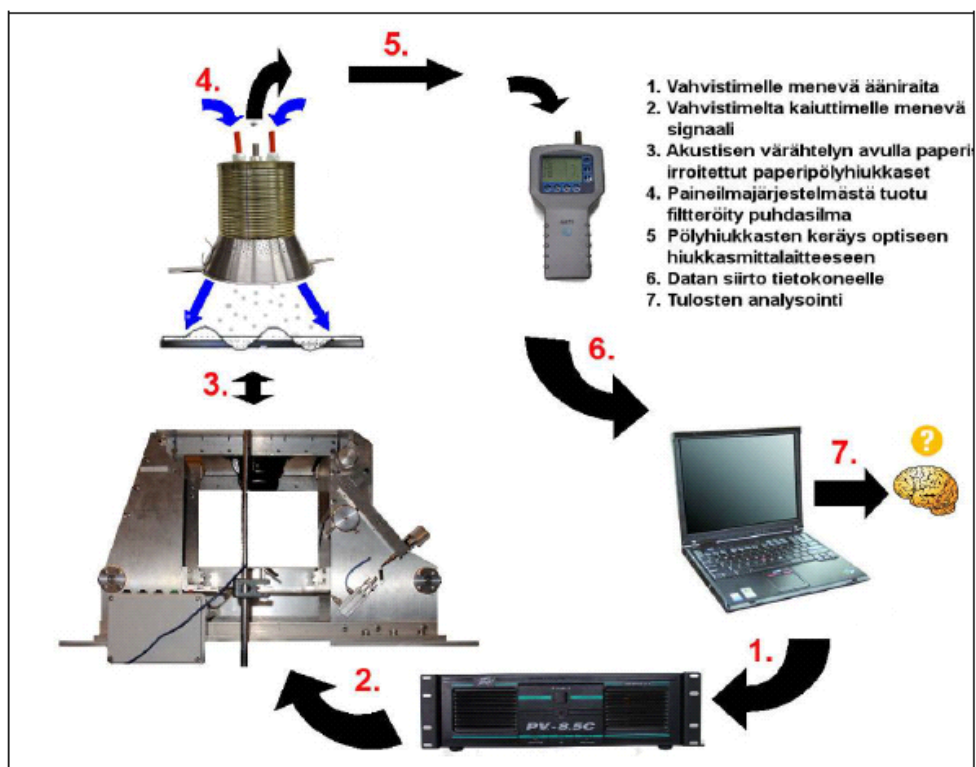 5.
4.
1. Vahvistimelle menevä ääniraita
2. Vahvistimelta kaiuttimelle menevä
signaali
3. Akustisen värähtelyn avulla paperis
irroitettut paperipölyhiukkaset
4. Paineilmajärjestelmästä tuotu
filtteröity puhdasilma
5 Pölyhiukkasten keräys optiseen
hiukkasmittalaitteeseen
6. Datan siirto tietokoneelle
7. Tulosten analysointi
6.
3.
7.
?
1.
2.
PV-8.5C